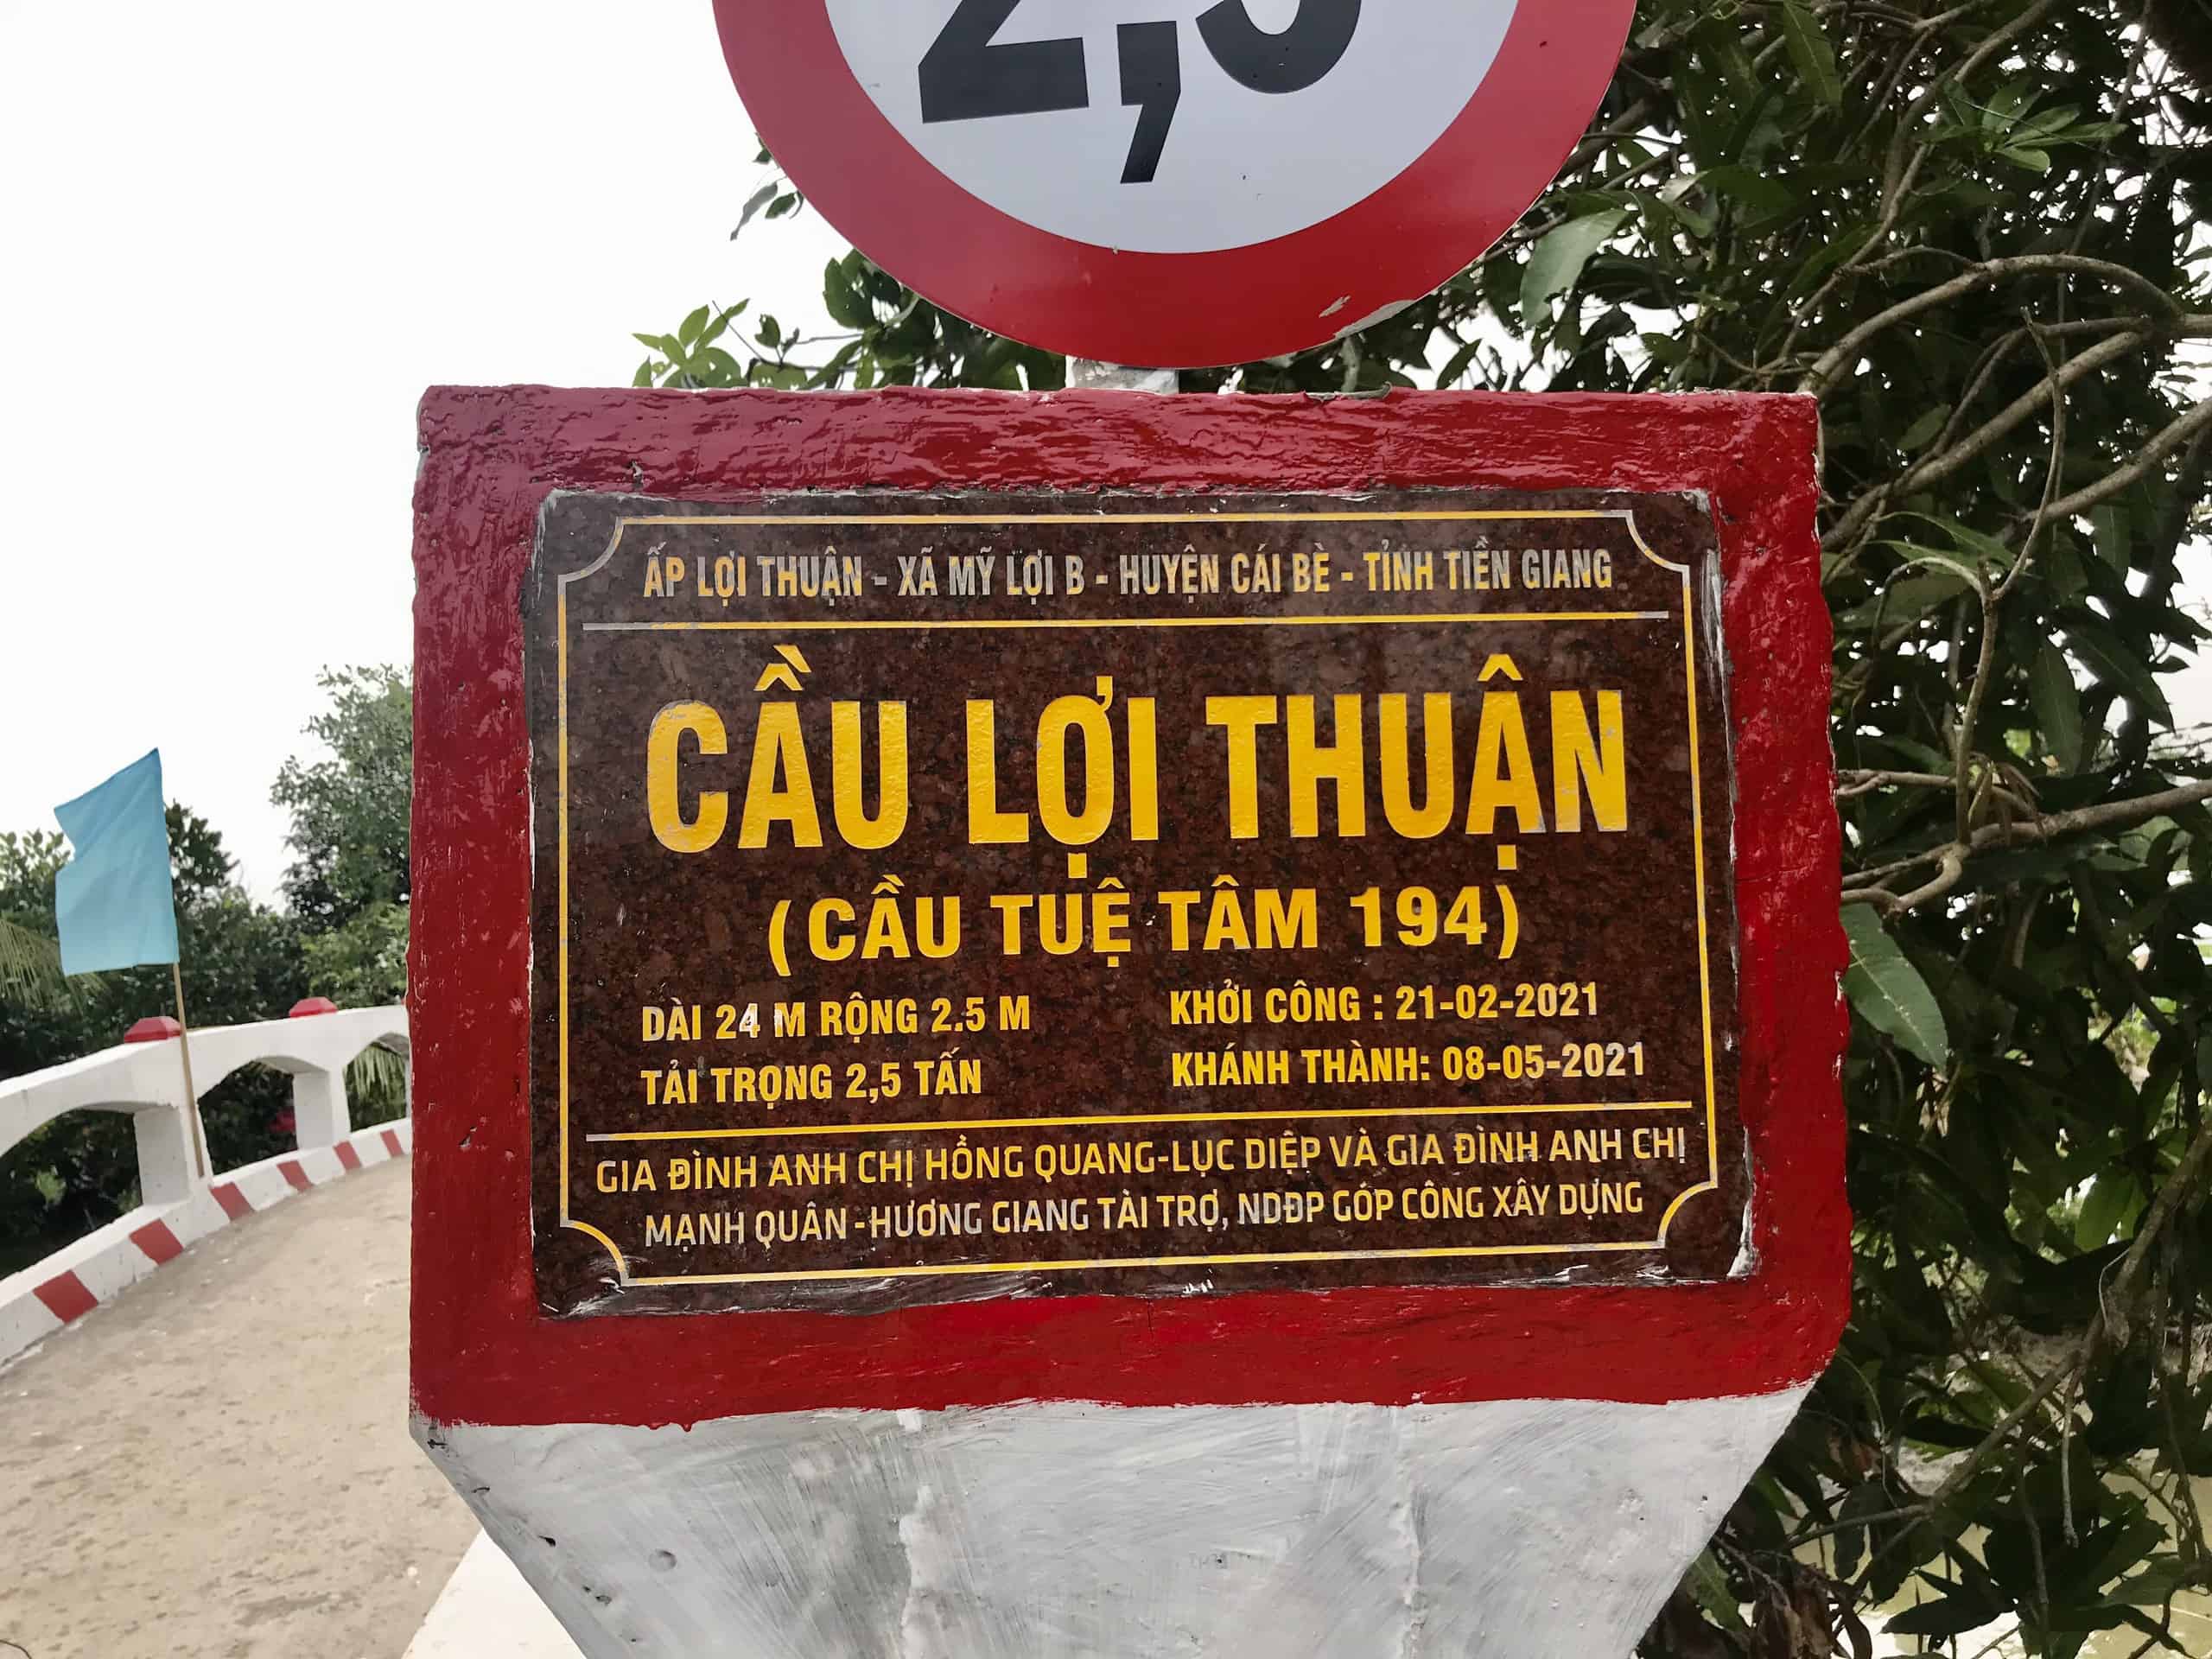 2,5
ẤP LỢI THUẬN - XÃ MỸ LỢI B - HUYỆN CÁI BÈ - TỈNH TIỀN GIANG
CẦU LỢI THUẬN
(CẦU TUỆ TÂM 194)
DÀI 24 M RỘNG 2.5 M
KHỞI CÔNG : 21-02-2021
TẢI TRỌNG 2,5 TẤN
KHÁNH THÀNH: 08-05-2021
GIA ĐÌNH ANH CHỊ HỒNG QUANG-LỤC DIỆP VÀ GIA ĐÌNH ANH CHỊ
MẠNH QUÂN -HƯƠNG GIANG TÀI TRỢ, NDĐP GÓP CÔNG XÂY DỰNG